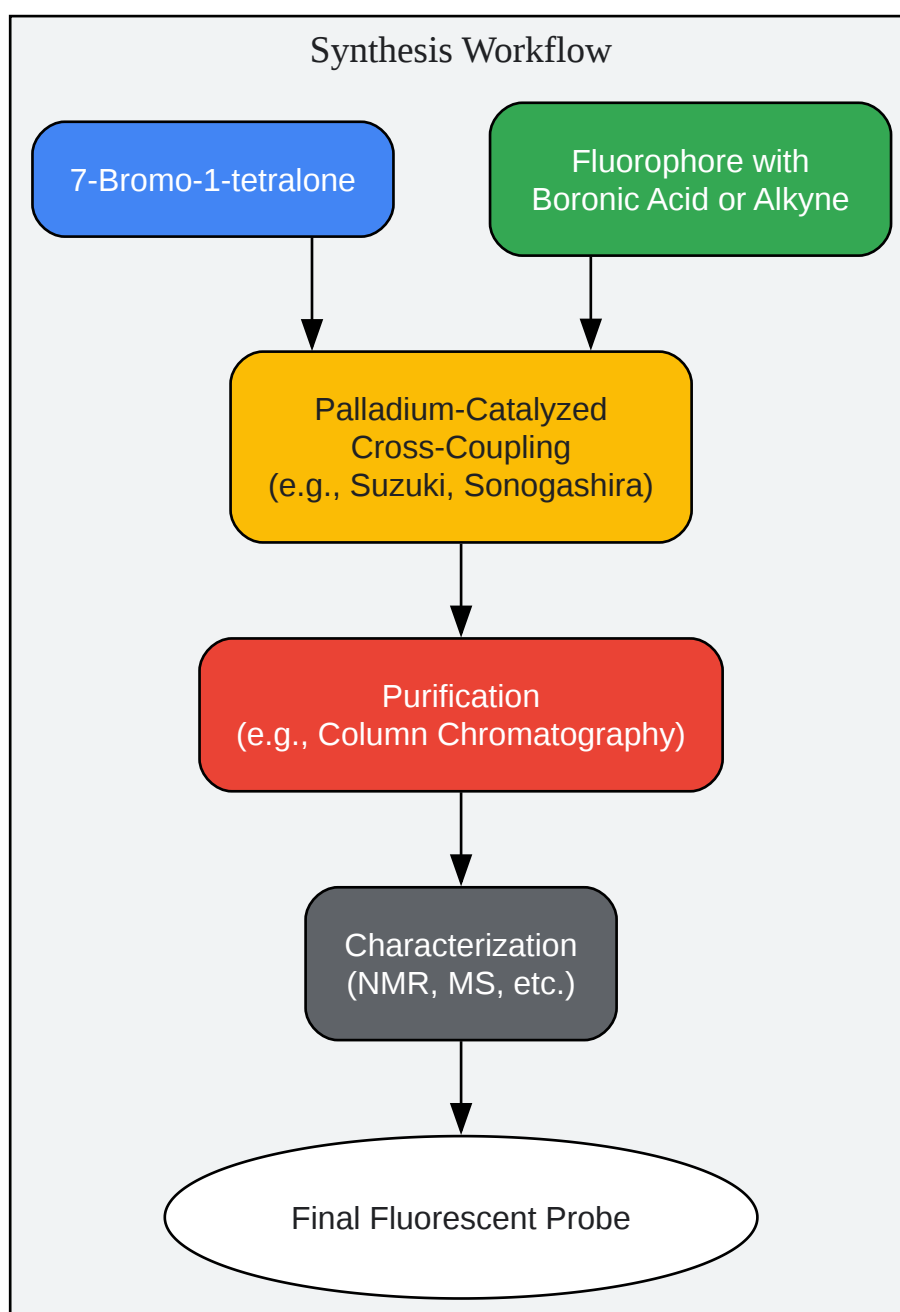 Synthesis Workflow
7-Bromo-1-tetralone
Fluorophore with
Boronic Acid or Alkyne
Palladium-Catalyzed
Cross-Coupling
(e.g., Suzuki, Sonogashira)
Purification
(e.g., Column Chromatography)
Characterization
(NMR, MS, etc.)
Final Fluorescent Probe